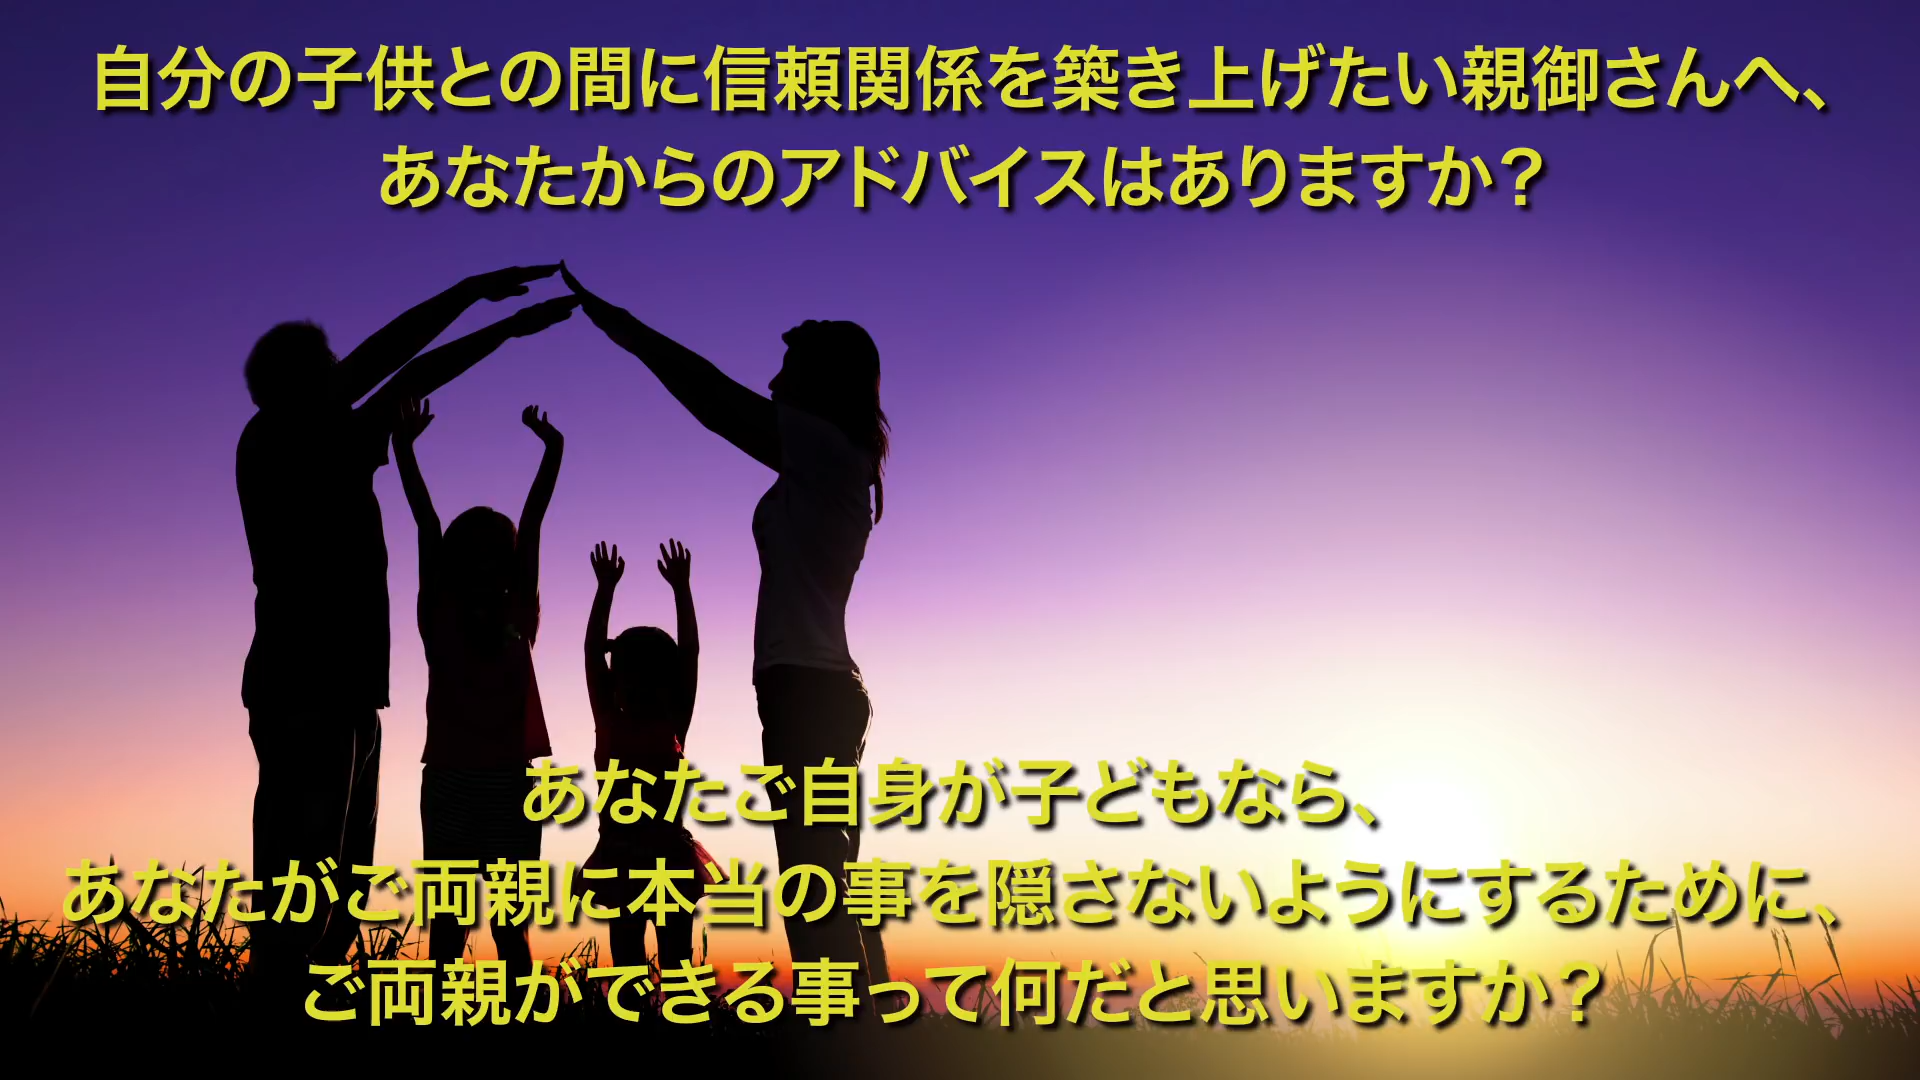 自分の子供との間に信頼関係を築き上げたい親御さんへ、
あなたからのアドバイスはありますか？
あなたご自身が子どもなら、
あなたがご両親に本当の事を隠さないようにするために、
ご両親ができる事って何だと思いますか？